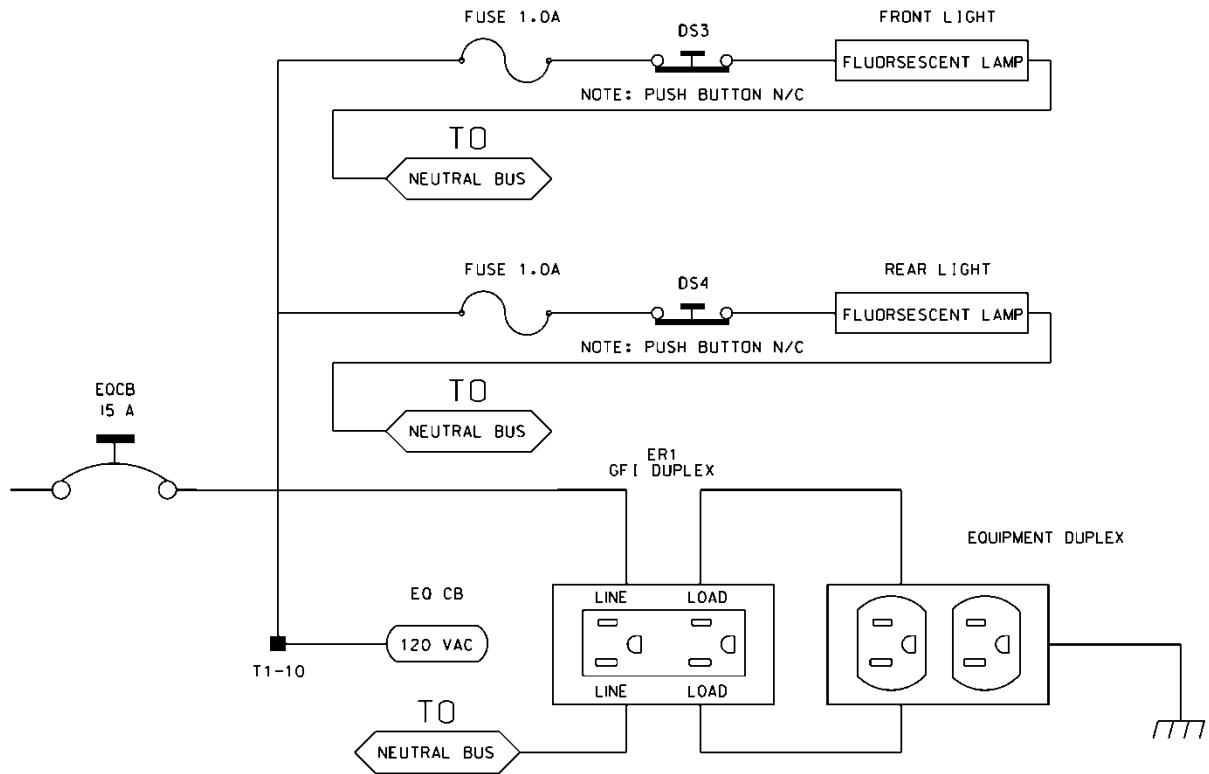 FUSE 1.0A
DS3
FRONT LIGHT
FLUORSESCENT LAMP
NOTE: PUSH BUTTON N/C
TO
NEUTRAL BUS
FUSE 1.0A
DS4
REAR LIGHT
FLUORSESCENT LAMP
NOTE: PUSH BUTTON N/C
TO
NEUTRAL BUS
EQCB
15 A
ER1
GFI DUPLEX
EQUIPMENT DUPLEX
EQ CB
120 VAC
T1-10
LINE LOAD
LINE LOAD
TO
NEUTRAL BUS